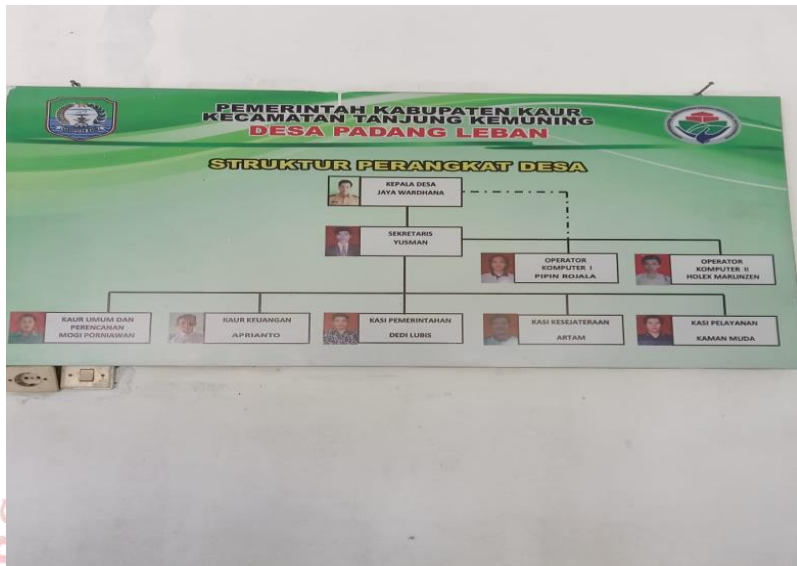 PEMERINTAH KABUPATEN KAUR
KECAMATAN TANJUNG KEMUNING
DESA PADANG LEBAN
STRUKTUR PERANGKAT DESA
KEPALA DESA
JAYA WARDHANA
SEKRETARIS
YUSMAN
OPERATOR
KOMPUTER I
PIPIN ROJALA
OPERATOR
KOMPUTER II
HOLEX MARLINZEN
KAUR UMUM DAN
PERENCANAN
MOGI PORNIAWAN
KAUR KEUANGAN
APRIANTO
KASI PEMERINTAHAN
DEDI LUBIS
KASI KESEJATERAAN
ARTAM
KASI PELAYANAN
KAMAN MUDA